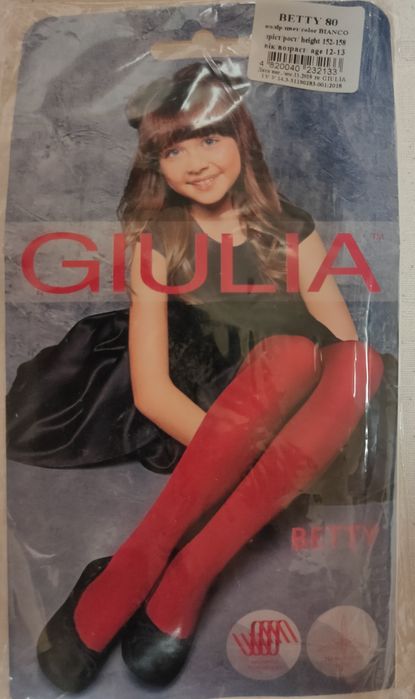 BETTY 80
колір цвет/color BIANCO
зріст/рост/ height 152-158
вік/возраст/ age 12-13
4 820040 232133
GIULIA
™
BETTY